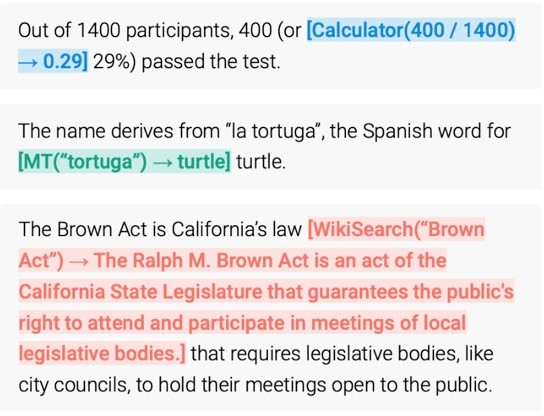 Out of 1400 participants, 400 (or [Calculator(400 / 1400)
→ 0.29] 29%) passed the test.
The name derives from “la tortuga”, the Spanish word for
[MT(“tortuga”) → turtle] turtle.
The Brown Act is California’s law [WikiSearch(“Brown
Act”) → The Ralph M. Brown Act is an act of the
California State Legislature that guarantees the public's
right to attend and participate in meetings of local
legislative bodies.] that requires legislative bodies, like
city councils, to hold their meetings open to the public.